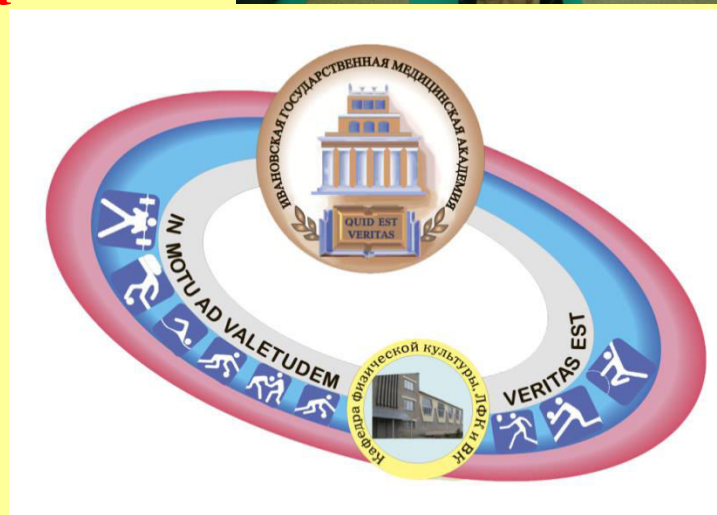 ИВАНОВСКАЯ ГОСУДАРСТВЕННАЯ МЕДИЦИНСКАЯ АКАДЕМИЯ
QUID EST
VERITAS
IN MOTU AD VALETUDEM
VERITAS EST
Кафедра физической культуры, ЛФК и ВК